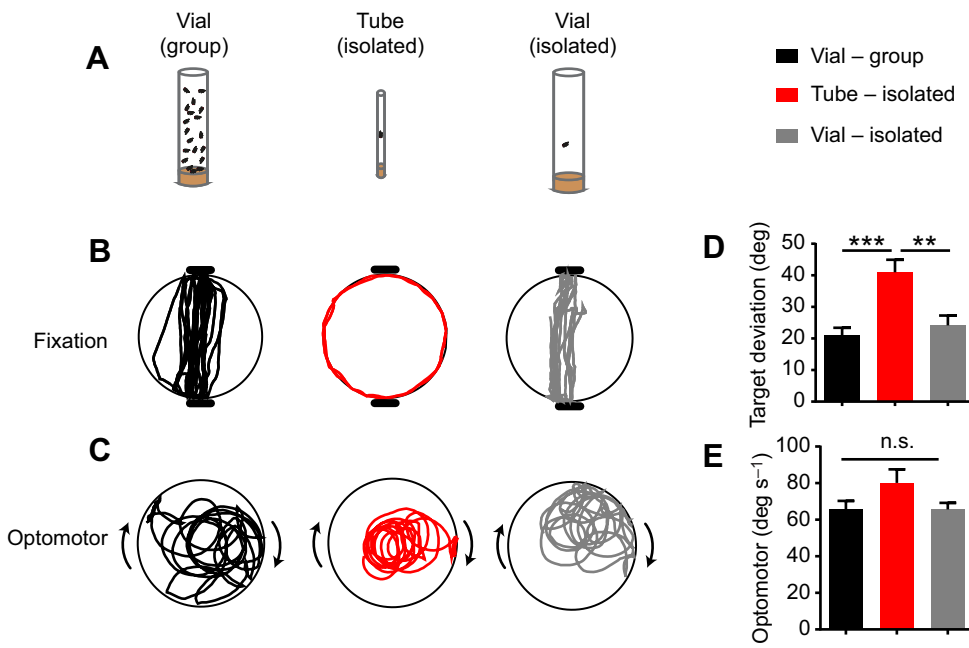 A
Vial
(group)
Tube
(isolated)
Vial
(isolated)
Vial – group
Tube – isolated
Vial – isolated
B
Fixation
C
Optomotor
D
Target deviation (deg)
50
40
30
20
10
0
***
**
E
Optomotor (deg s⁻¹)
100
80
60
40
20
0
n.s.